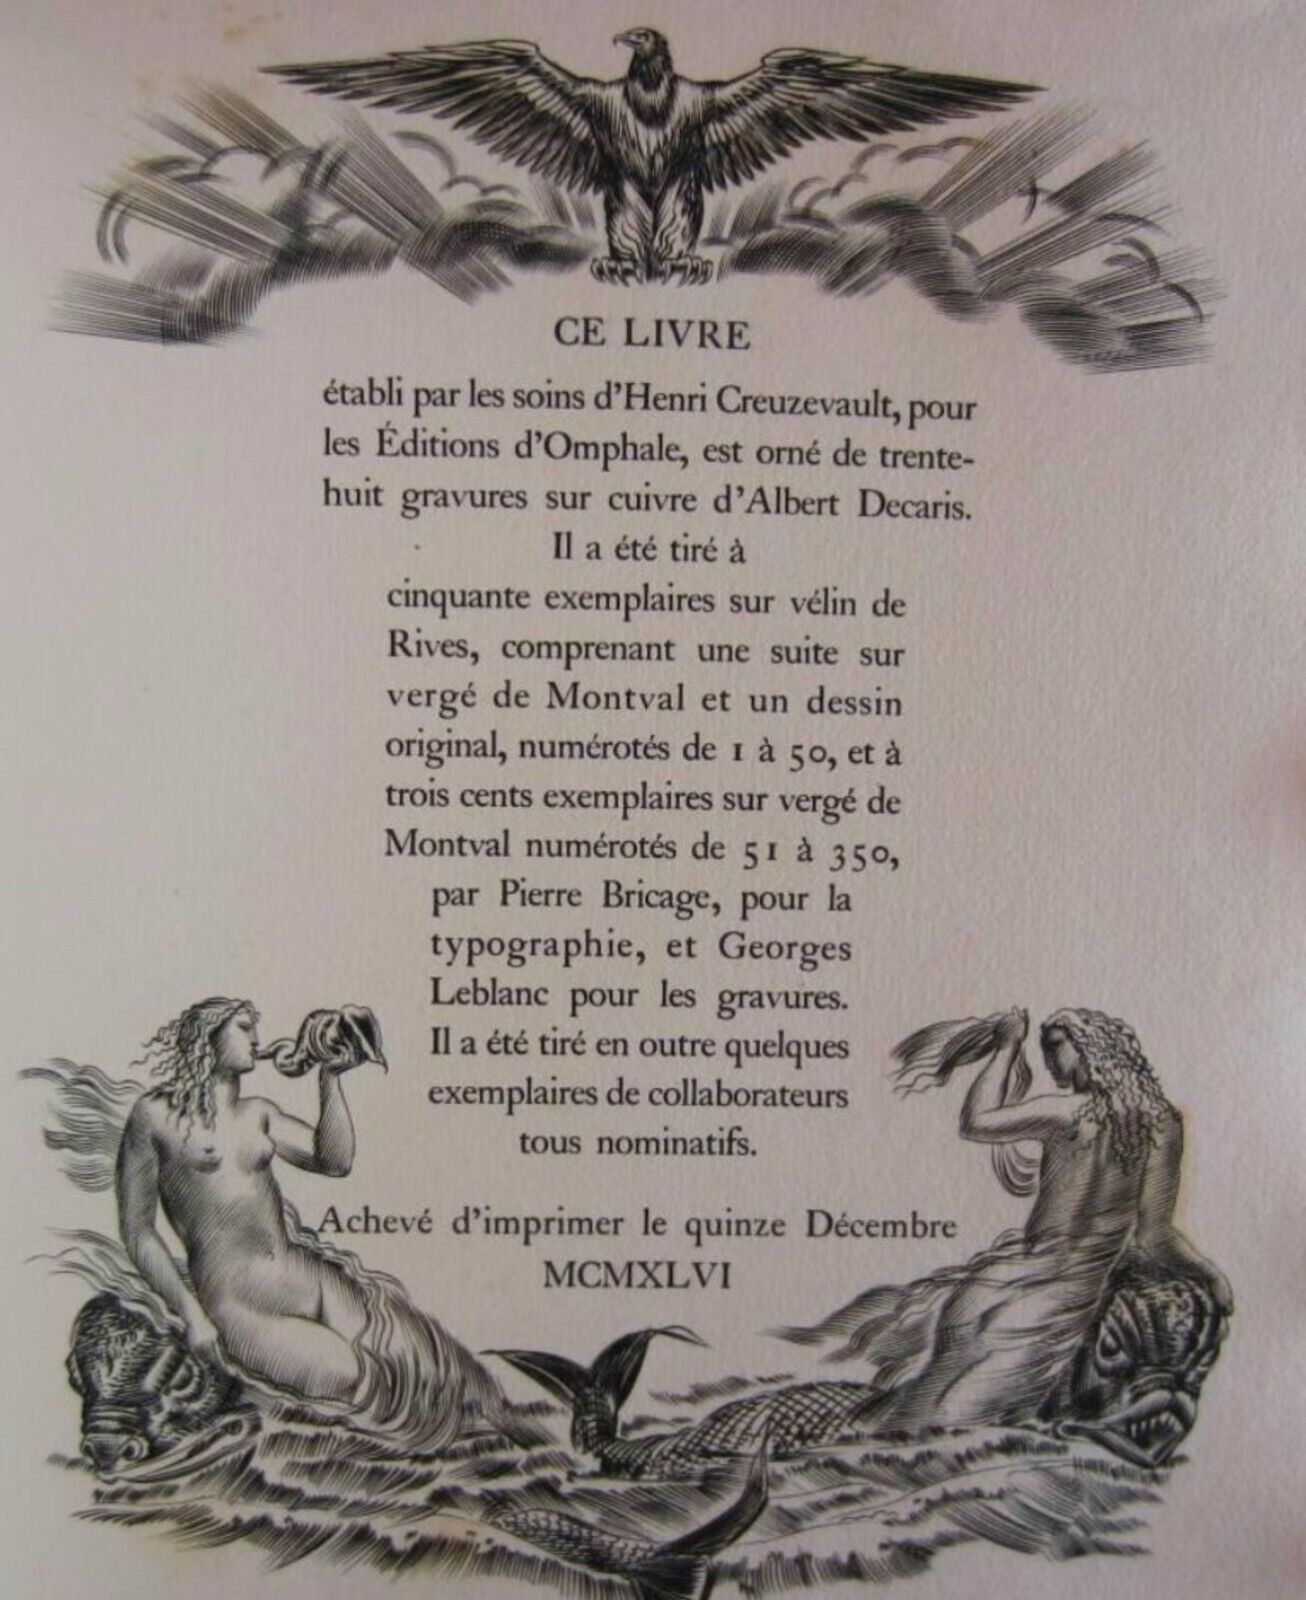 CE LIVRE
établi par les soins d'Henri Creuzevault, pour
les Éditions d'Omphale, est orné de trente-
huit gravures sur cuivre d'Albert Decaris.
Il a été tiré à
cinquante exemplaires sur vélin de
Rives, comprenant une suite sur
vergé de Montval et un dessin
original, numérotés de 1 à 50, et à
trois cents exemplaires sur vergé de
Montval numérotés de 51 à 350,
par Pierre Bricage, pour la
typographie, et Georges
Leblanc pour les gravures.
Il a été tiré en outre quelques
exemplaires de collaborateurs
tous nominatifs.
Achevé d'imprimer le quinze Décembre
MCMXLVI